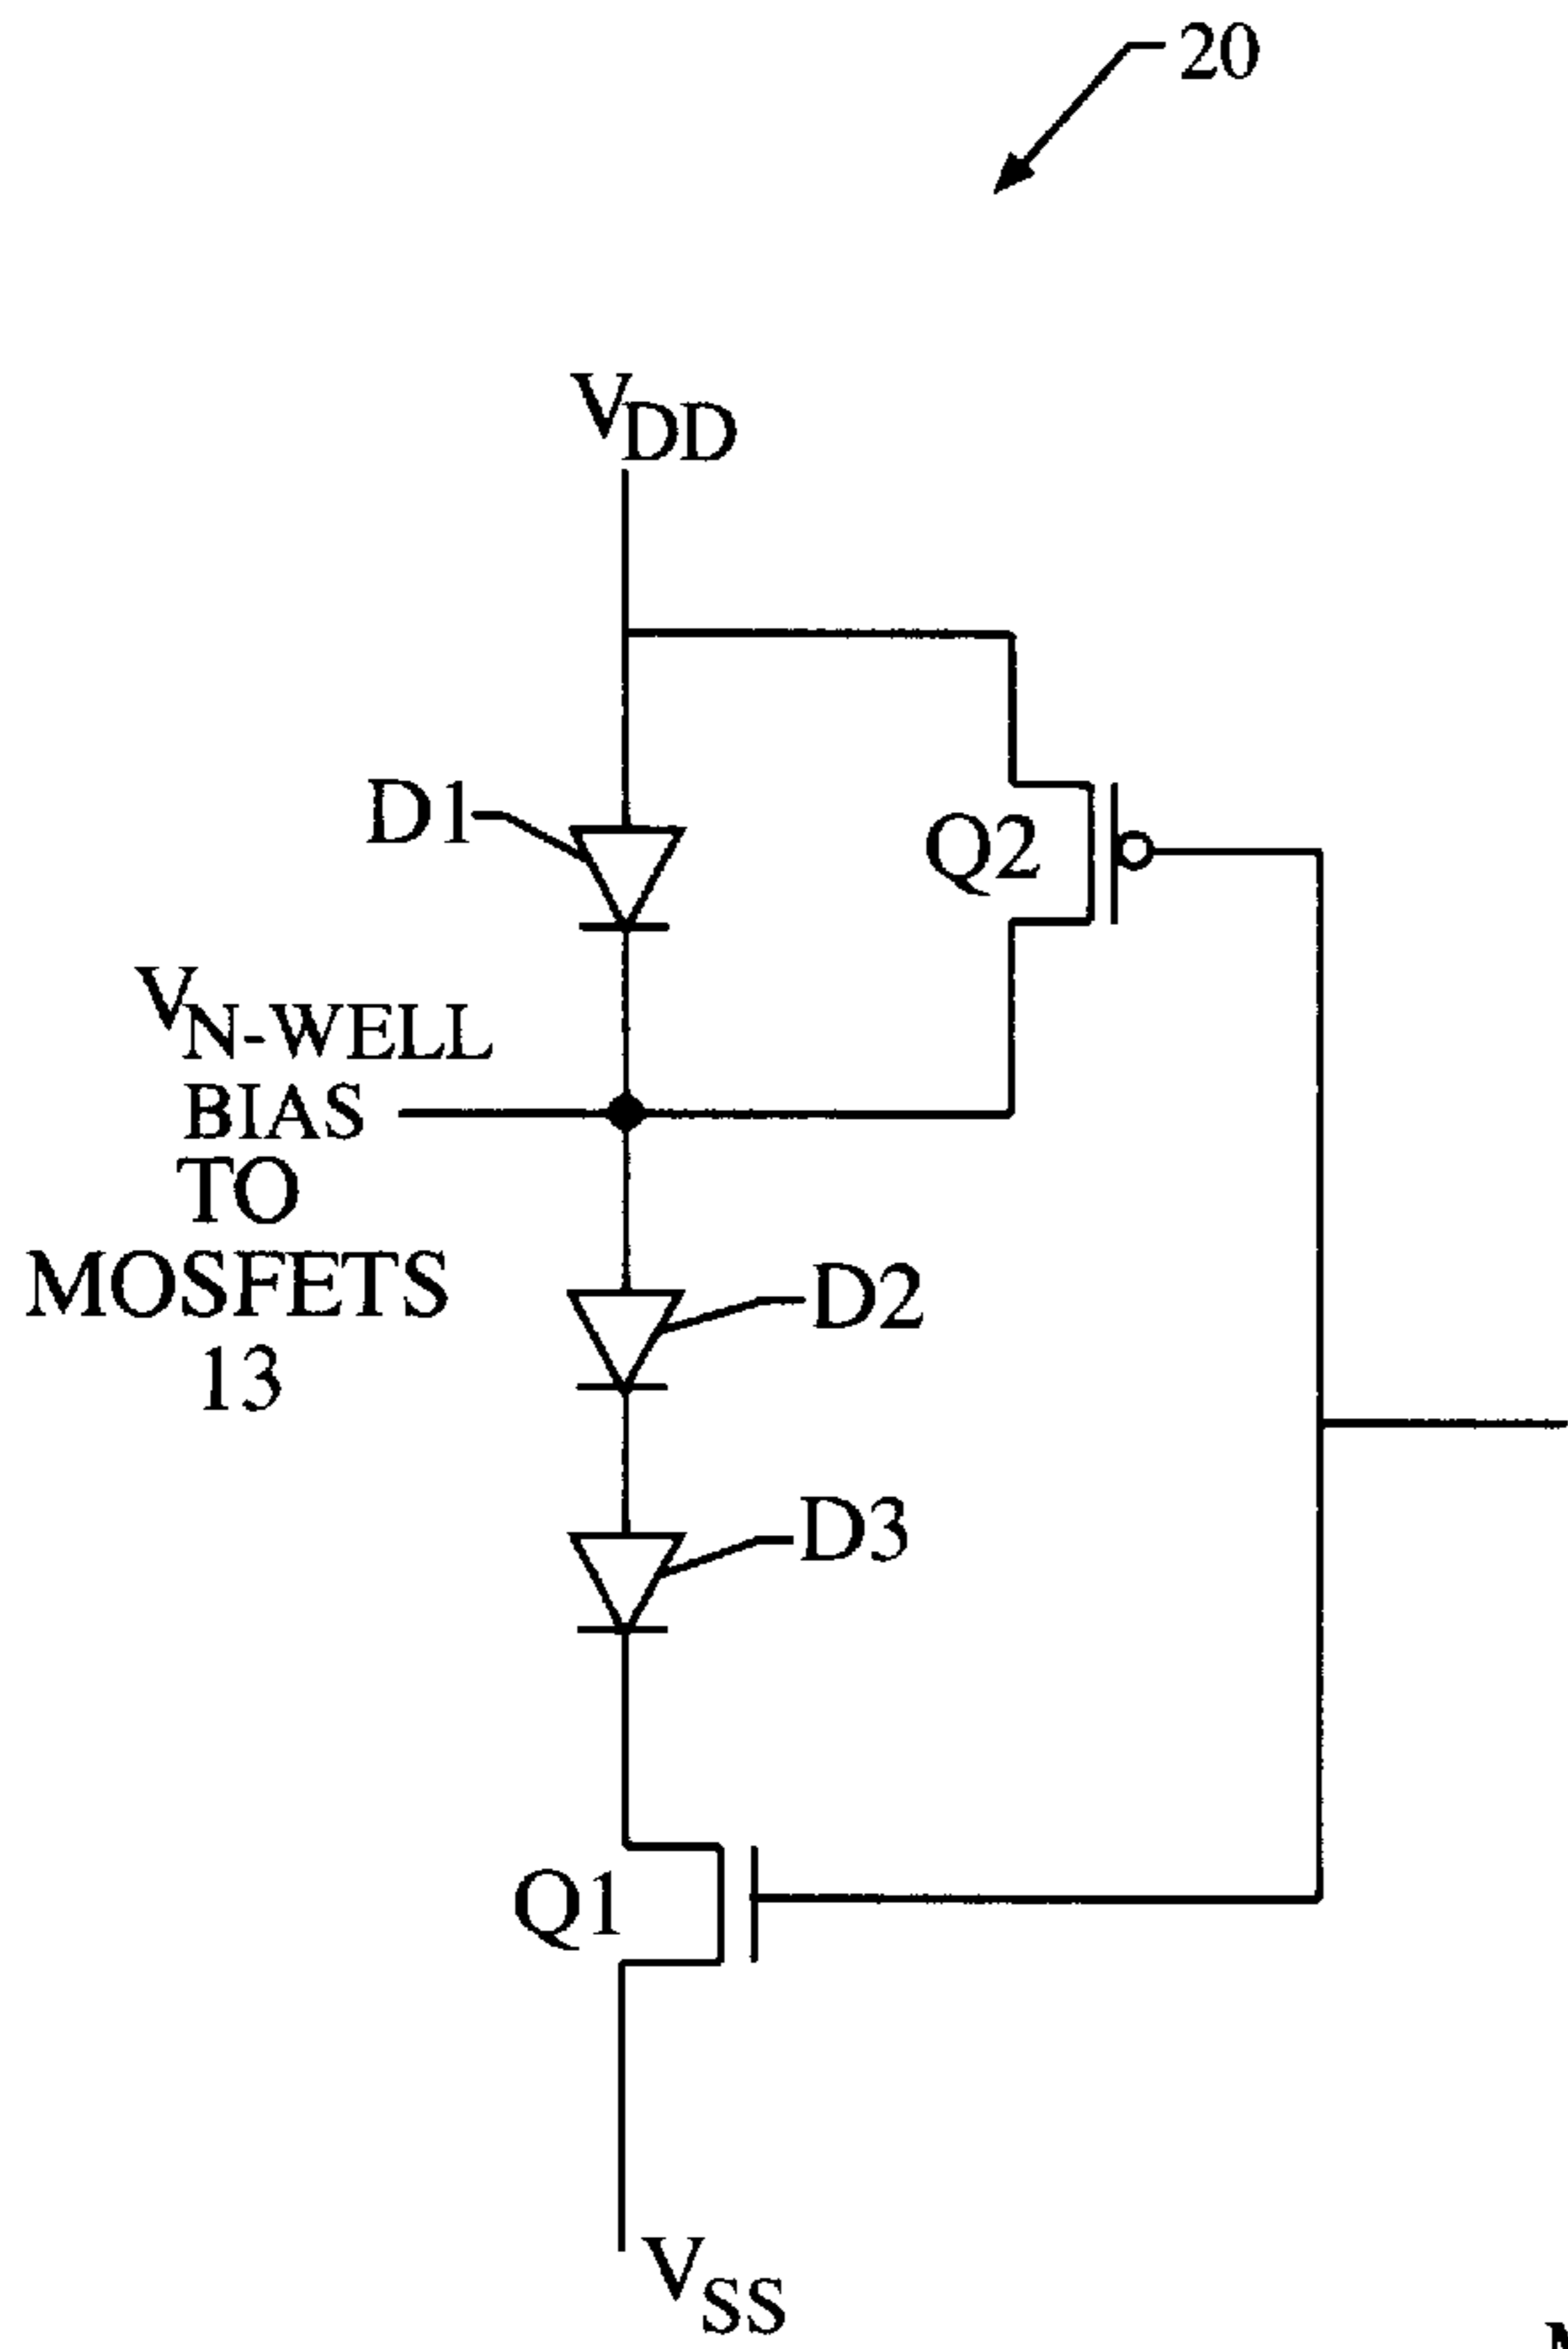 20
VDD
D1
Q2
VN-WELL
BIAS
TO
MOSFETS
13
D2
D3
Q1
VSS